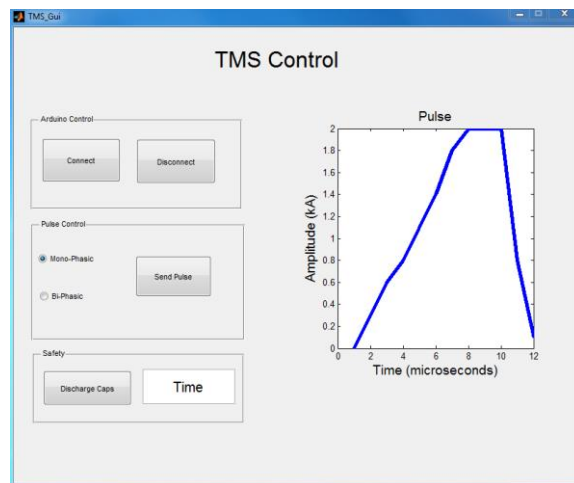 TMS_Gui
TMS Control
Arduino Control
Connect
Disconnect
Pulse Control
Mono-Phasic
Bi-Phasic
Send Pulse
Safety
Discharge Caps
Time
Pulse
Amplitude (kA)
2
1.8
1.6
1.4
1.2
1
0.8
0.6
0.4
0.2
0
0 2 4 6 8 10 12
Time (microseconds)